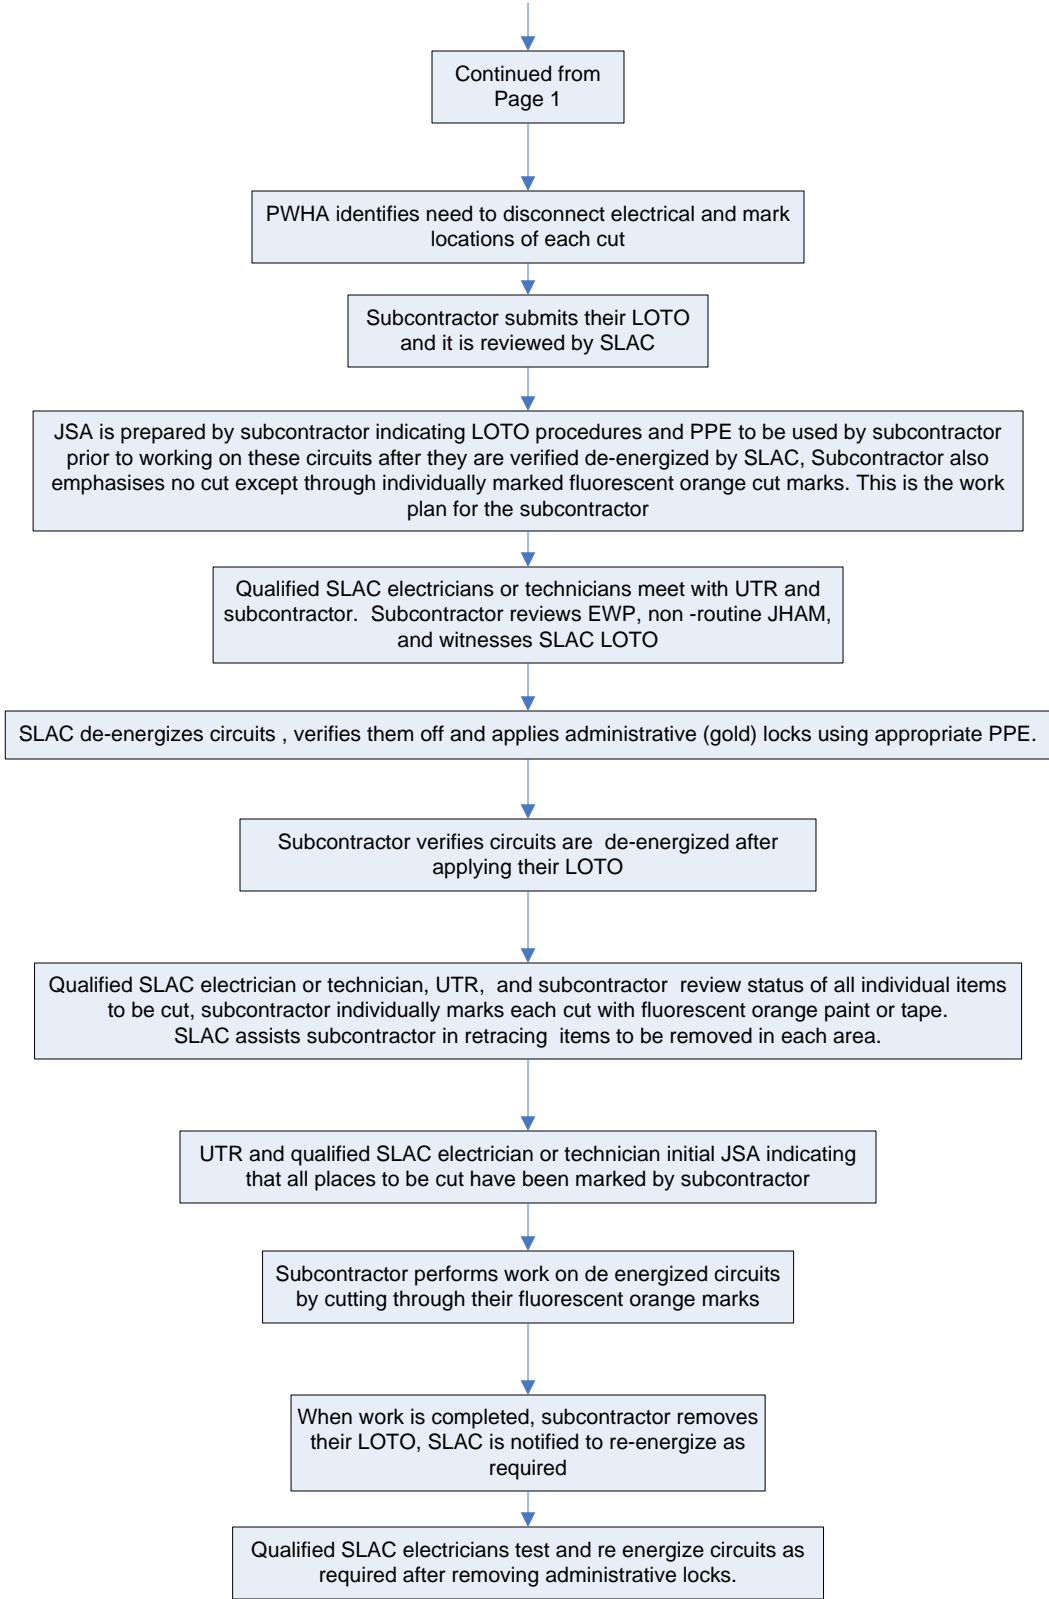 Continued from
Page 1
PWHA identifies need to disconnect electrical and mark
locations of each cut
Subcontractor submits their LOTO
and it is reviewed by SLAC
JSA is prepared by subcontractor indicating LOTO procedures and PPE to be used by subcontractor
prior to working on these circuits after they are verified de-energized by SLAC, Subcontractor also
emphasises no cut except through individually marked fluorescent orange cut marks. This is the work
plan for the subcontractor
Qualified SLAC electricians or technicians meet with UTR and
subcontractor. Subcontractor reviews EWP, non -routine JHAM,
and witnesses SLAC LOTO
SLAC de-energizes circuits , verifies them off and applies administrative (gold) locks using appropriate PPE.
Subcontractor verifies circuits are de-energized after
applying their LOTO
Qualified SLAC electrician or technician, UTR, and subcontractor review status of all individual items
to be cut, subcontractor individually marks each cut with fluorescent orange paint or tape.
SLAC assists subcontractor in retracing items to be removed in each area.
UTR and qualified SLAC electrician or technician initial JSA indicating
that all places to be cut have been marked by subcontractor
Subcontractor performs work on de energized circuits
by cutting through their fluorescent orange marks
When work is completed, subcontractor removes
their LOTO, SLAC is notified to re-energize as
required
Qualified SLAC electricians test and re energize circuits as
required after removing administrative locks.